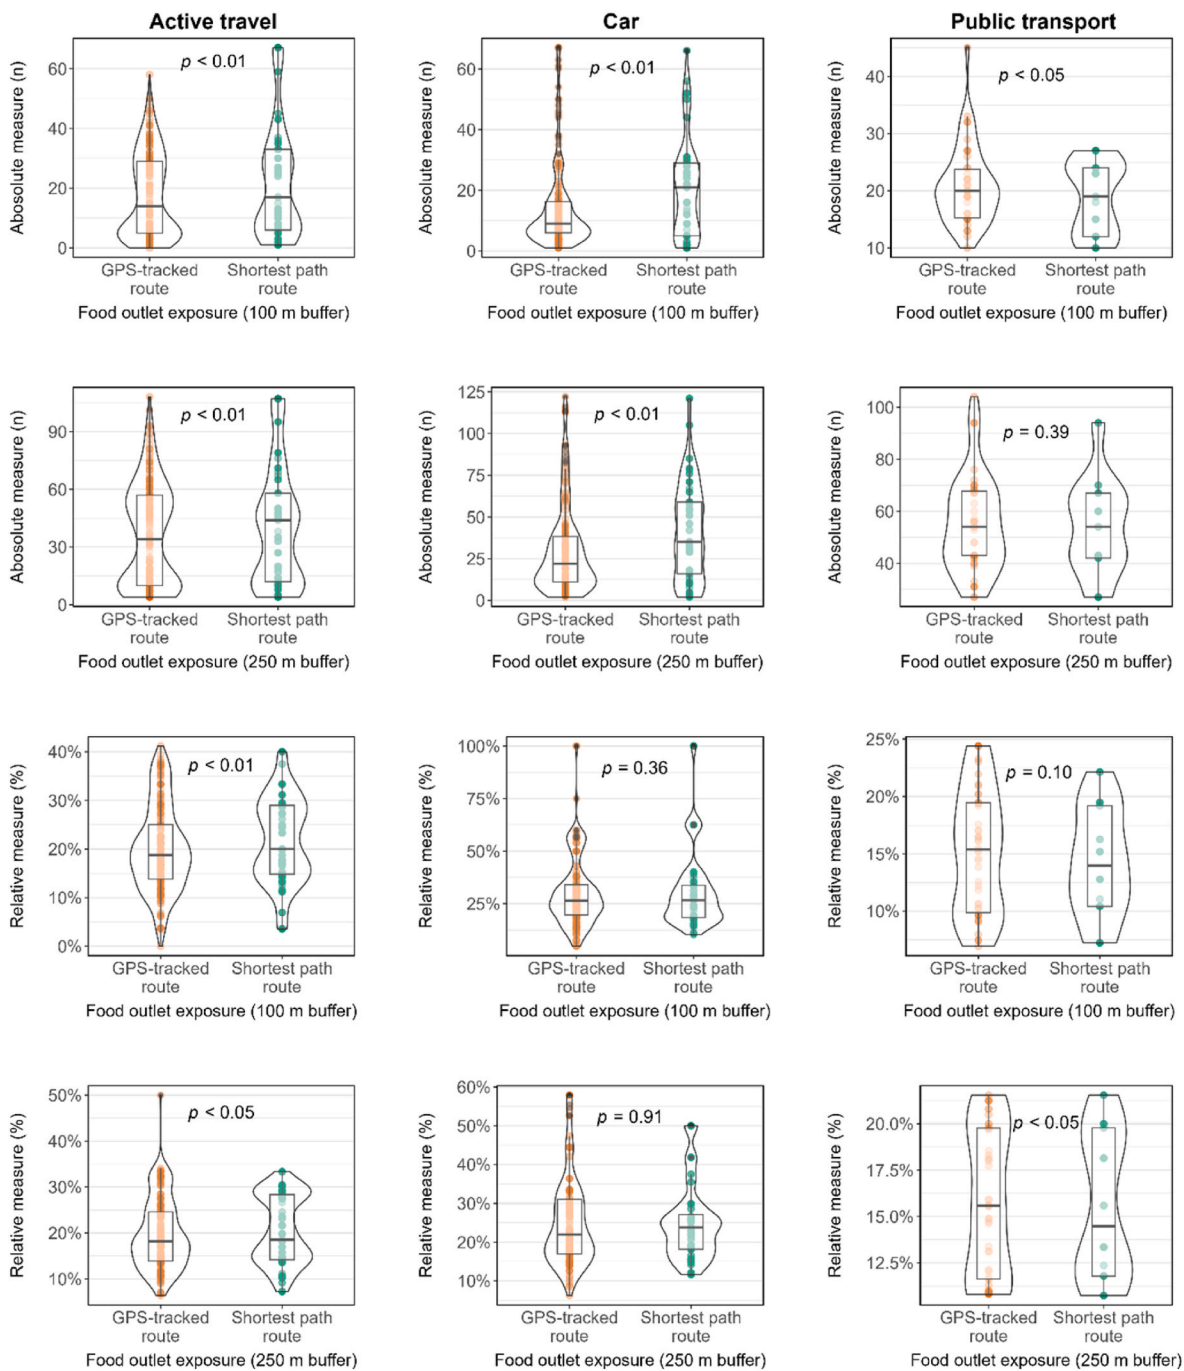 Active travel
Car
Public transport
Absolute measure (n)
60
40
20
0
p < 0.01
GPS-tracked
route
Shortest path
route
Food outlet exposure (100 m buffer)
Absolute measure (n)
60
40
20
0
p < 0.01
GPS-tracked
route
Shortest path
route
Food outlet exposure (100 m buffer)
Absolute measure (n)
40
30
20
10
p < 0.05
GPS-tracked
route
Shortest path
route
Food outlet exposure (100 m buffer)
Absolute measure (n)
90
60
30
0
p < 0.01
GPS-tracked
route
Shortest path
route
Food outlet exposure (250 m buffer)
Absolute measure (n)
125
100
75
50
25
0
p < 0.01
GPS-tracked
route
Shortest path
route
Food outlet exposure (250 m buffer)
Absolute measure (n)
100
80
60
40
p = 0.39
GPS-tracked
route
Shortest path
route
Food outlet exposure (250 m buffer)
Relative measure (%)
40%
30%
20%
10%
0%
p < 0.01
GPS-tracked
route
Shortest path
route
Food outlet exposure (100 m buffer)
Relative measure (%)
100%
75%
50%
25%
p = 0.36
GPS-tracked
route
Shortest path
route
Food outlet exposure (100 m buffer)
Relative measure (%)
25%
20%
15%
10%
p = 0.10
GPS-tracked
route
Shortest path
route
Food outlet exposure (100 m buffer)
Relative measure (%)
50%
40%
30%
20%
10%
p < 0.05
GPS-tracked
route
Shortest path
route
Food outlet exposure (250 m buffer)
Relative measure (%)
60%
50%
40%
30%
20%
10%
p = 0.91
GPS-tracked
route
Shortest path
route
Food outlet exposure (250 m buffer)
Relative measure (%)
20.0%
17.5%
15.0%
12.5%
p < 0.05
GPS-tracked
route
Shortest path
route
Food outlet exposure (250 m buffer)